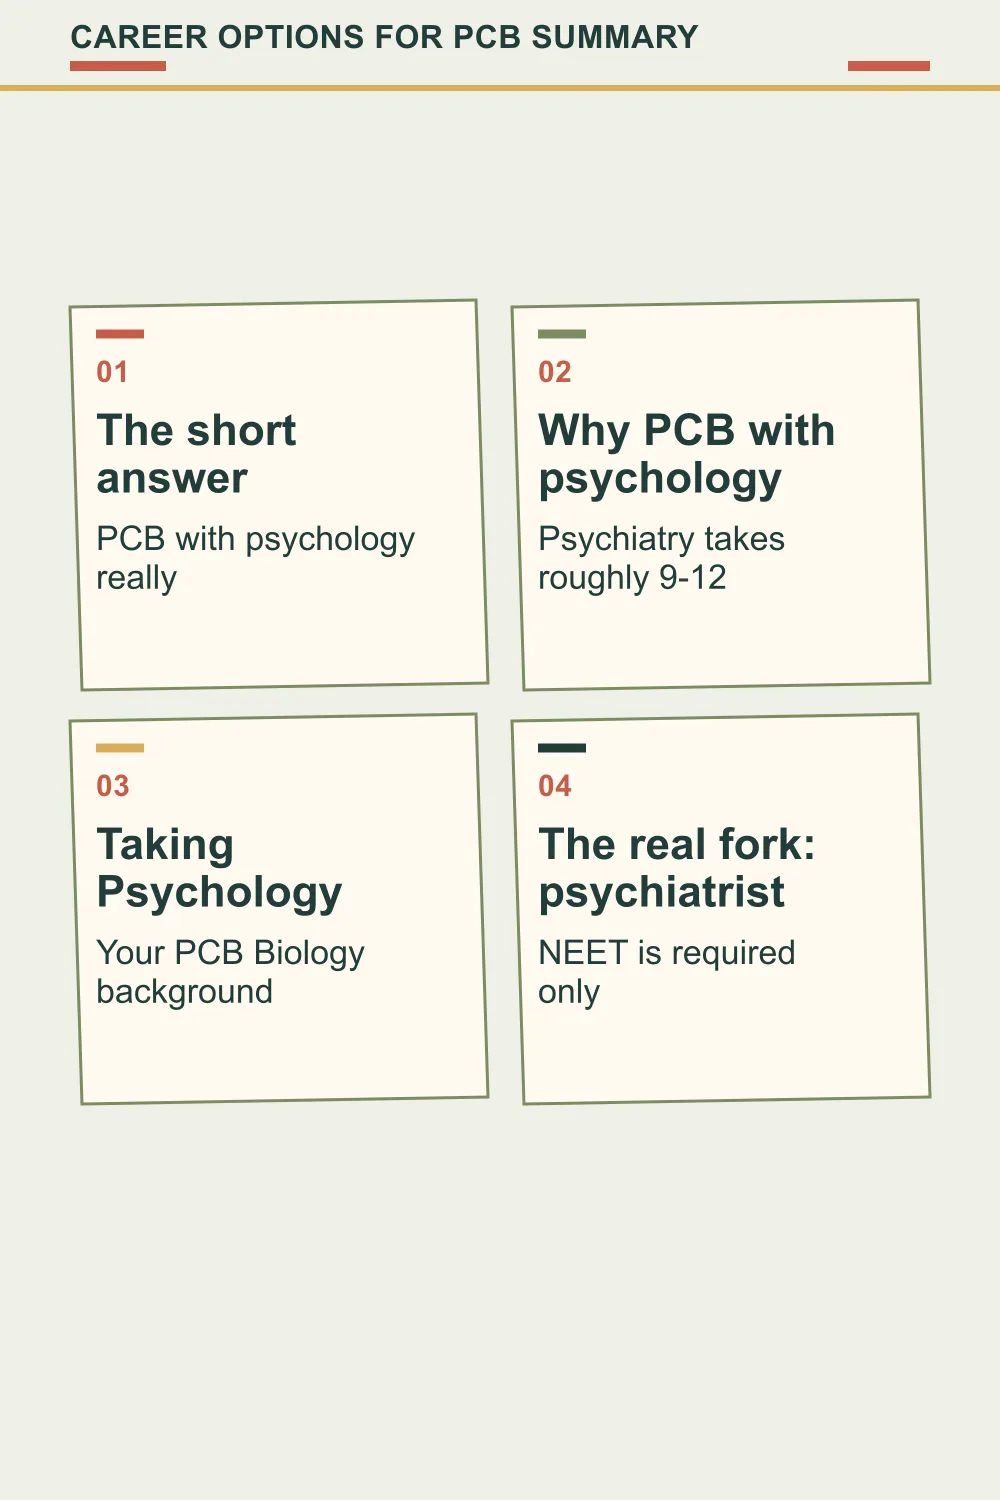 CAREER OPTIONS FOR PCB SUMMARY
01
The short
answer
PCB with psychology
really
02
Why PCB with
psychology
Psychiatry takes
roughly 9-12
03
Taking
Psychology
Your PCB Biology
background
04
The real fork:
psychiatrist
NEET is required
only